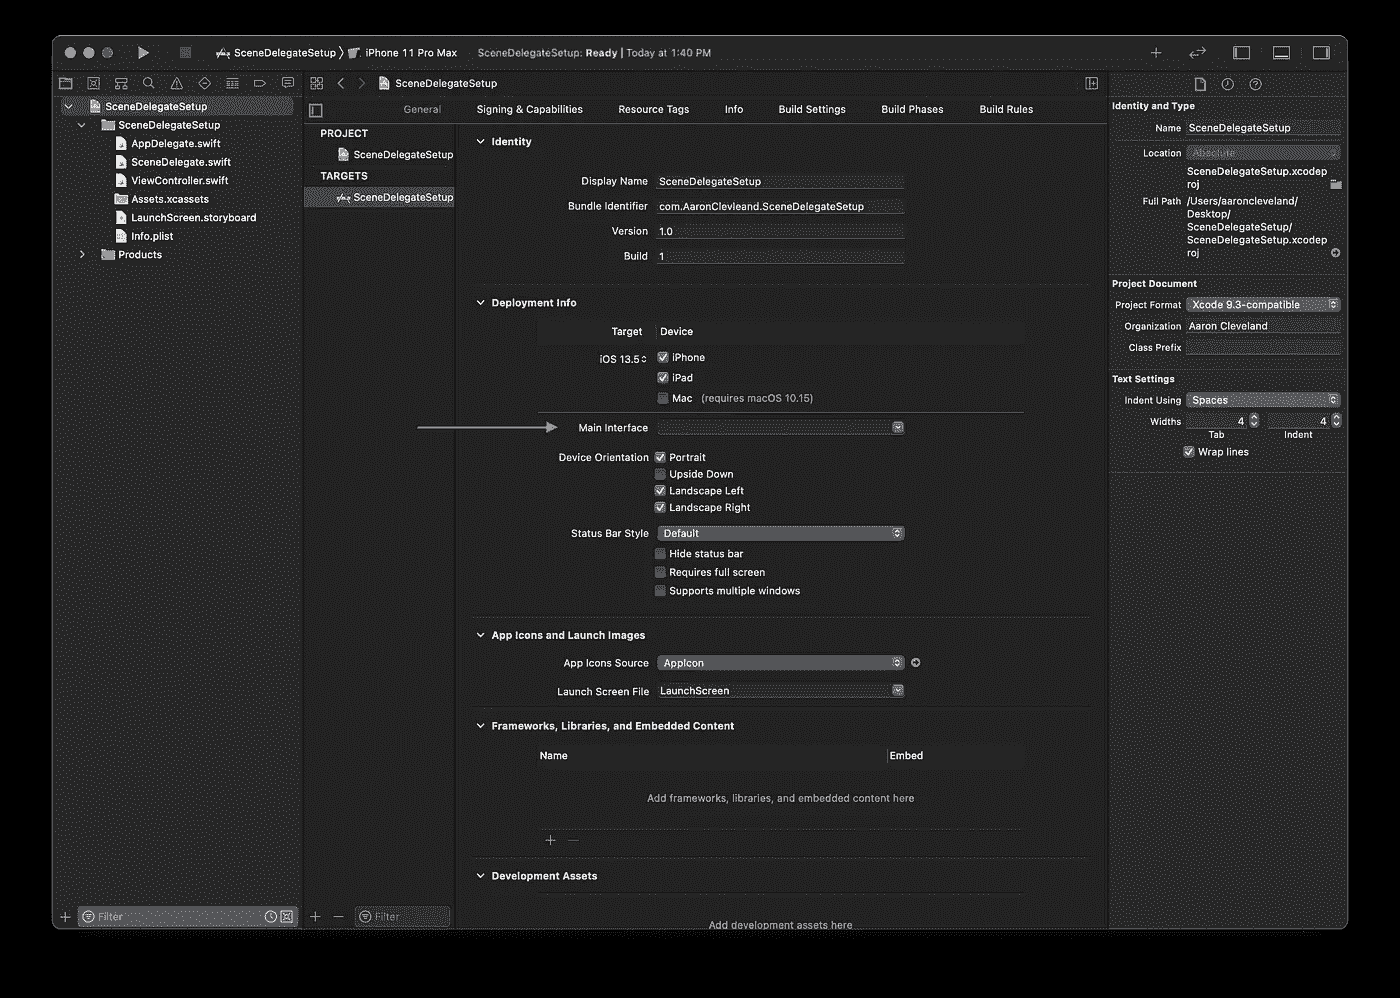 SceneDelegateSetup 〉 iPhone 11 Pro Max SceneDelegateSetup: Ready | Today at 1:40 PM
SceneDelegateSetup
SceneDelegateSetup
AppDelegate.swift
SceneDelegate.swift
ViewController.swift
Assets.xcassets
LaunchScreen.storyboard
Info.plist
Products
Filter
SceneDelegateSetup
General Signing & Capabilities Resource Tags Info Build Settings Build Phases Build Rules
PROJECT
SceneDelegateSetup
TARGETS
SceneDelegateSetup
Filter
Identity
Display Name SceneDelegateSetup
Bundle Identifier com.AaronClevleand.SceneDelegateSetup
Version 1.0
Build 1
Deployment Info
Target Device
iOS 13.5 iPhone
iPad
Mac (requires macOS 10.15)
Main Interface
Device Orientation Portrait
Upside Down
Landscape Left
Landscape Right
Status Bar Style Default
Hide status bar
Requires full screen
Supports multiple windows
App Icons and Launch Images
App Icons Source AppIcon
Launch Screen File LaunchScreen
Frameworks, Libraries, and Embedded Content
Name Embed
Add frameworks, libraries, and embedded content here
Development Assets
Add development assets here
Identity and Type
Name SceneDelegateSetup
Location Absolute
SceneDelegateSetup.xcodep
roj
Full Path /Users/aaroncleveland/
Desktop/
SceneDelegateSetup/
SceneDelegateSetup.xcodep
roj
Project Document
Project Format Xcode 9.3-compatible
Organization Aaron Cleveland
Class Prefix
Text Settings
Indent Using Spaces
Widths 4 4
Tab Indent
Wrap lines